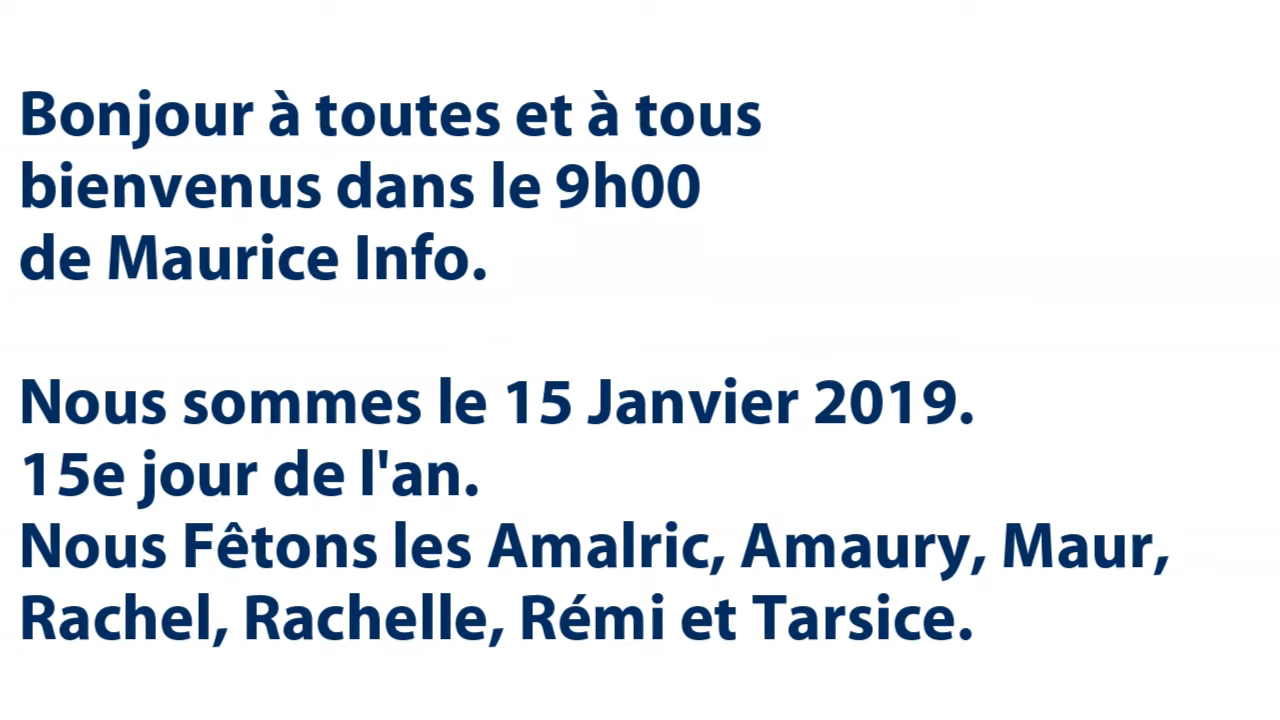 Bonjour à toutes et à tous
bienvenus dans le 9h00
de Maurice Info.
Nous sommes le 15 Janvier 2019.
15e jour de l'an.
Nous Fêtons les Amalric, Amaury, Maur,
Rachel, Rachelle, Rémi et Tarsice.